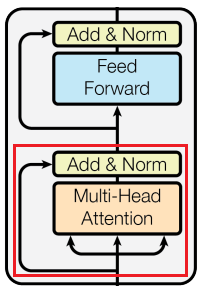 Add & Norm
Feed
Forward
Add & Norm
Multi-Head
Attention